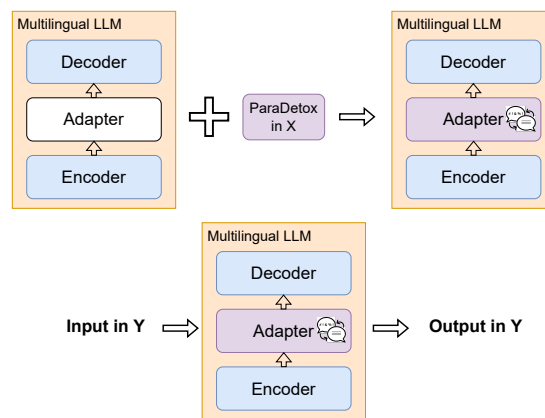 Multilingual LLM
Decoder
Adapter
Encoder
ParaDetox
in X
Multilingual LLM
Decoder
Adapter
Encoder
Multilingual LLM
Decoder
Input in Y
Adapter
Output in Y
Encoder